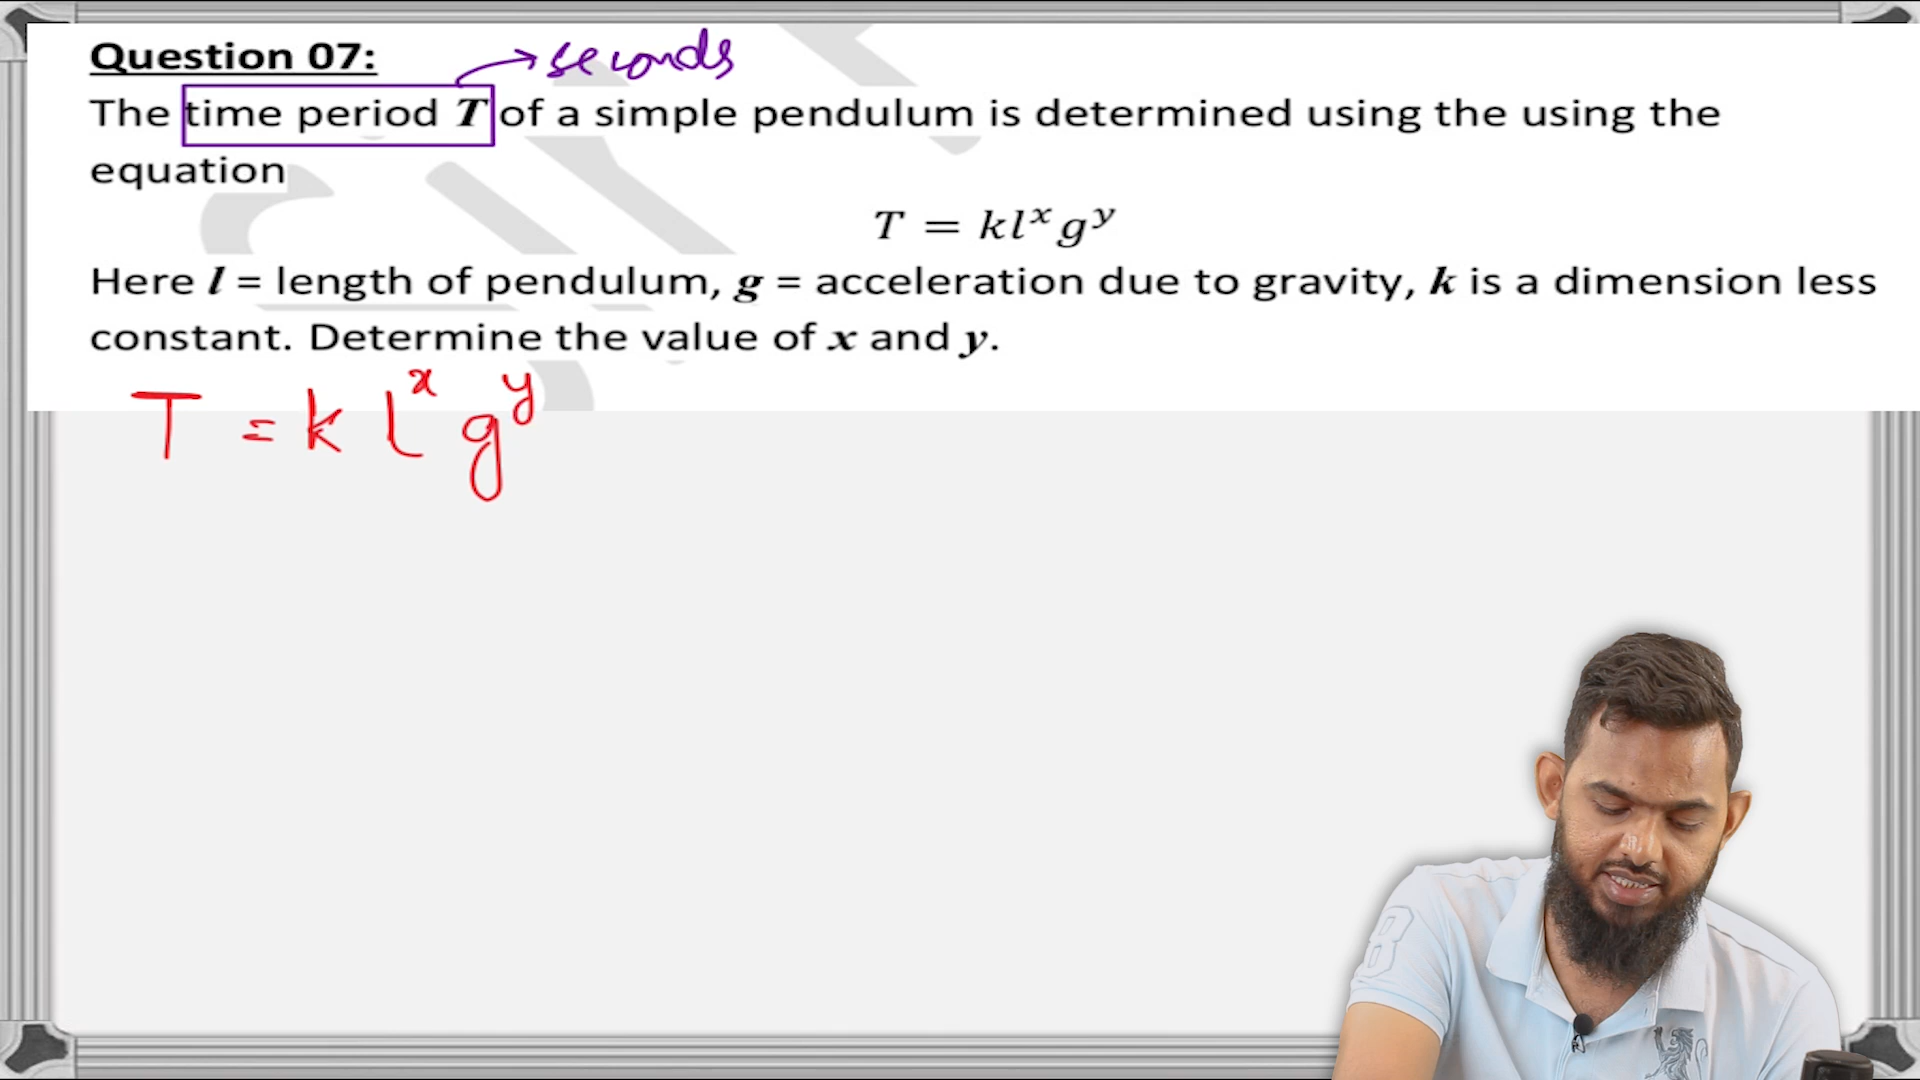 Question 07:
→ seconds
The time period T of a simple pendulum is determined using the using the
equation
T = kl^x g^y
Here l = length of pendulum, g = acceleration due to gravity, k is a dimension less
constant. Determine the value of x and y.
T = k l^x g^y
8